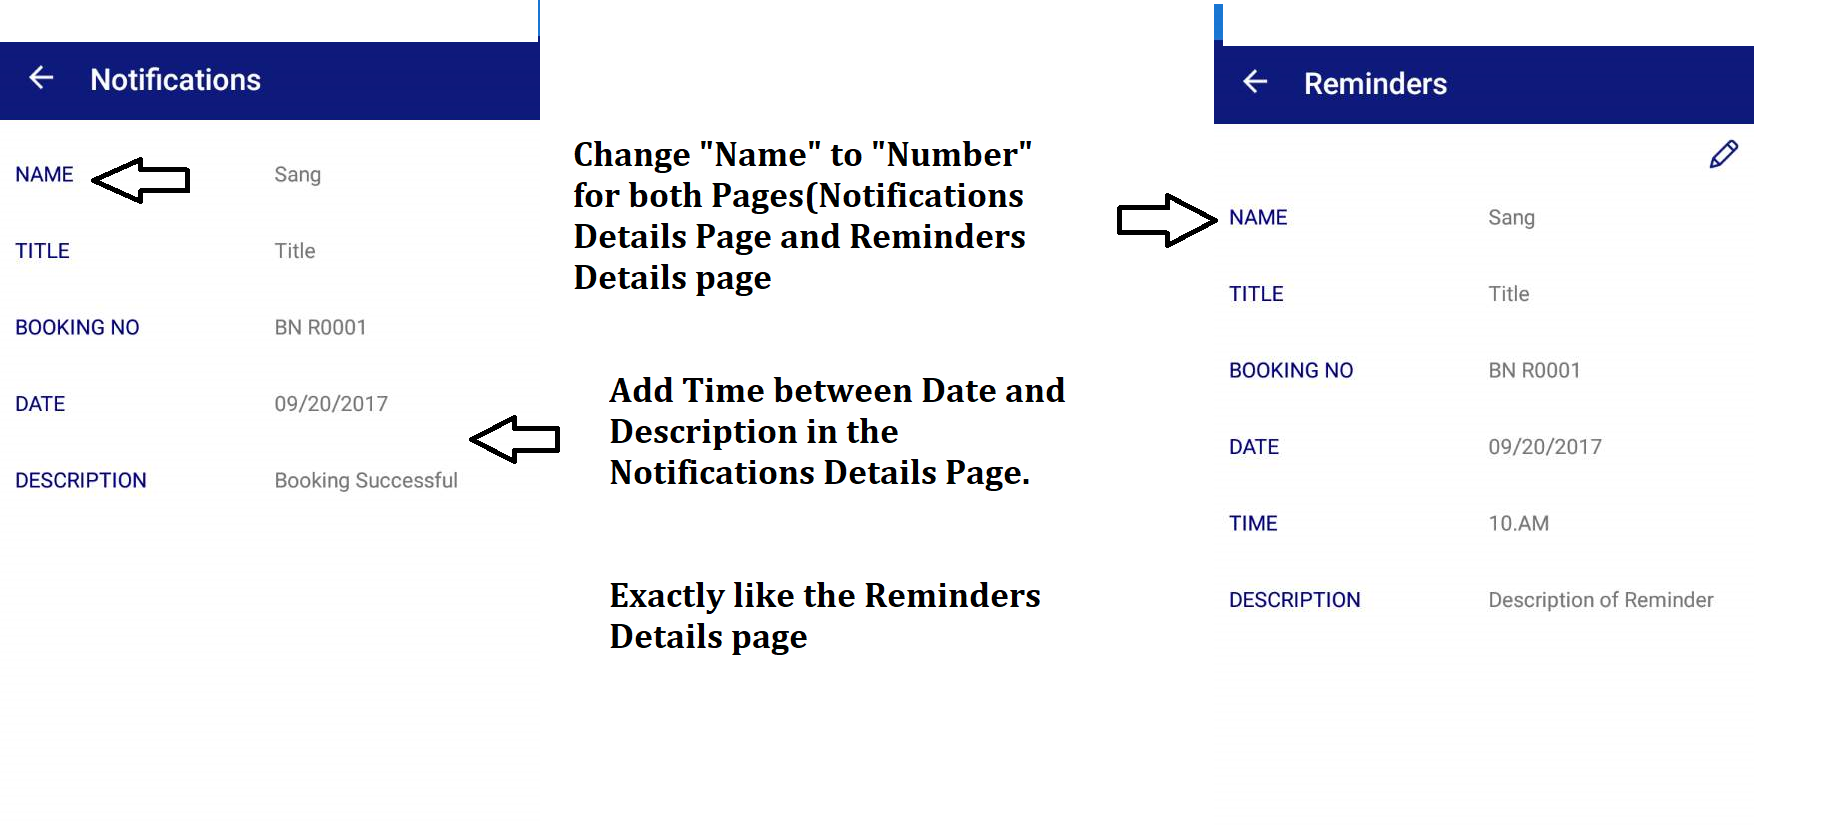 Notifications
NAME Sang
TITLE Title
BOOKING NO BN R0001
DATE 09/20/2017
DESCRIPTION Booking Successful
Change "Name" to "Number"
for both Pages(Notifications
Details Page and Reminders
Details page
Add Time between Date and
Description in the
Notifications Details Page.
Exactly like the Reminders
Details page
Reminders
NAME Sang
TITLE Title
BOOKING NO BN R0001
DATE 09/20/2017
TIME 10.AM
DESCRIPTION Description of Reminder